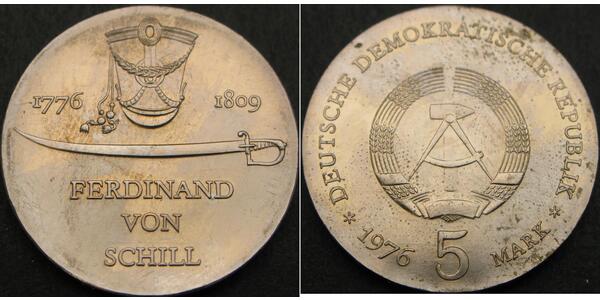 1776 1809
FERDINAND
VON
SCHILL
DEUTSCHE DEMOKRATISCHE REPUBLIK
* 1976 5 MARK *